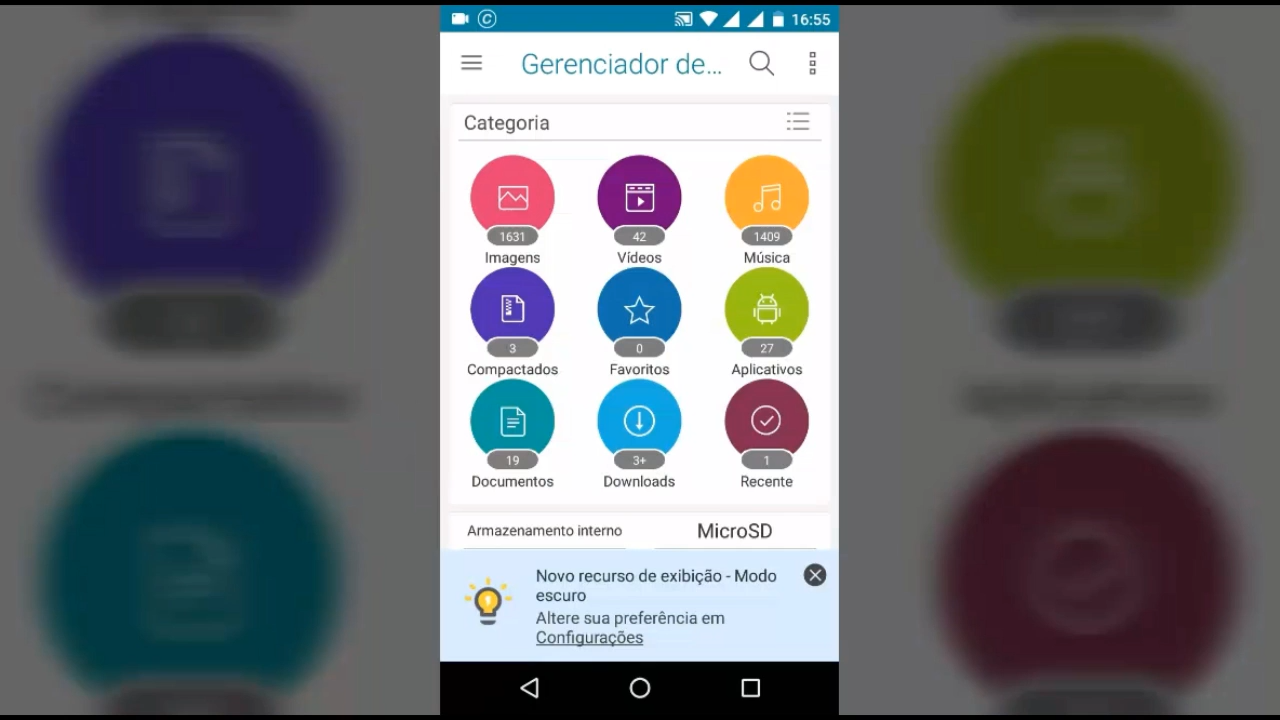 16:55
Gerenciador de...
Categoria
1631 42 1409
Imagens Vídeos Música
3 0 27
Compactados Favoritos Aplicativos
19 3+ 1
Documentos Downloads Recente
Armazenamento interno MicroSD
Novo recurso de exibição - Modo
escuro
Altere sua preferência em
Configurações